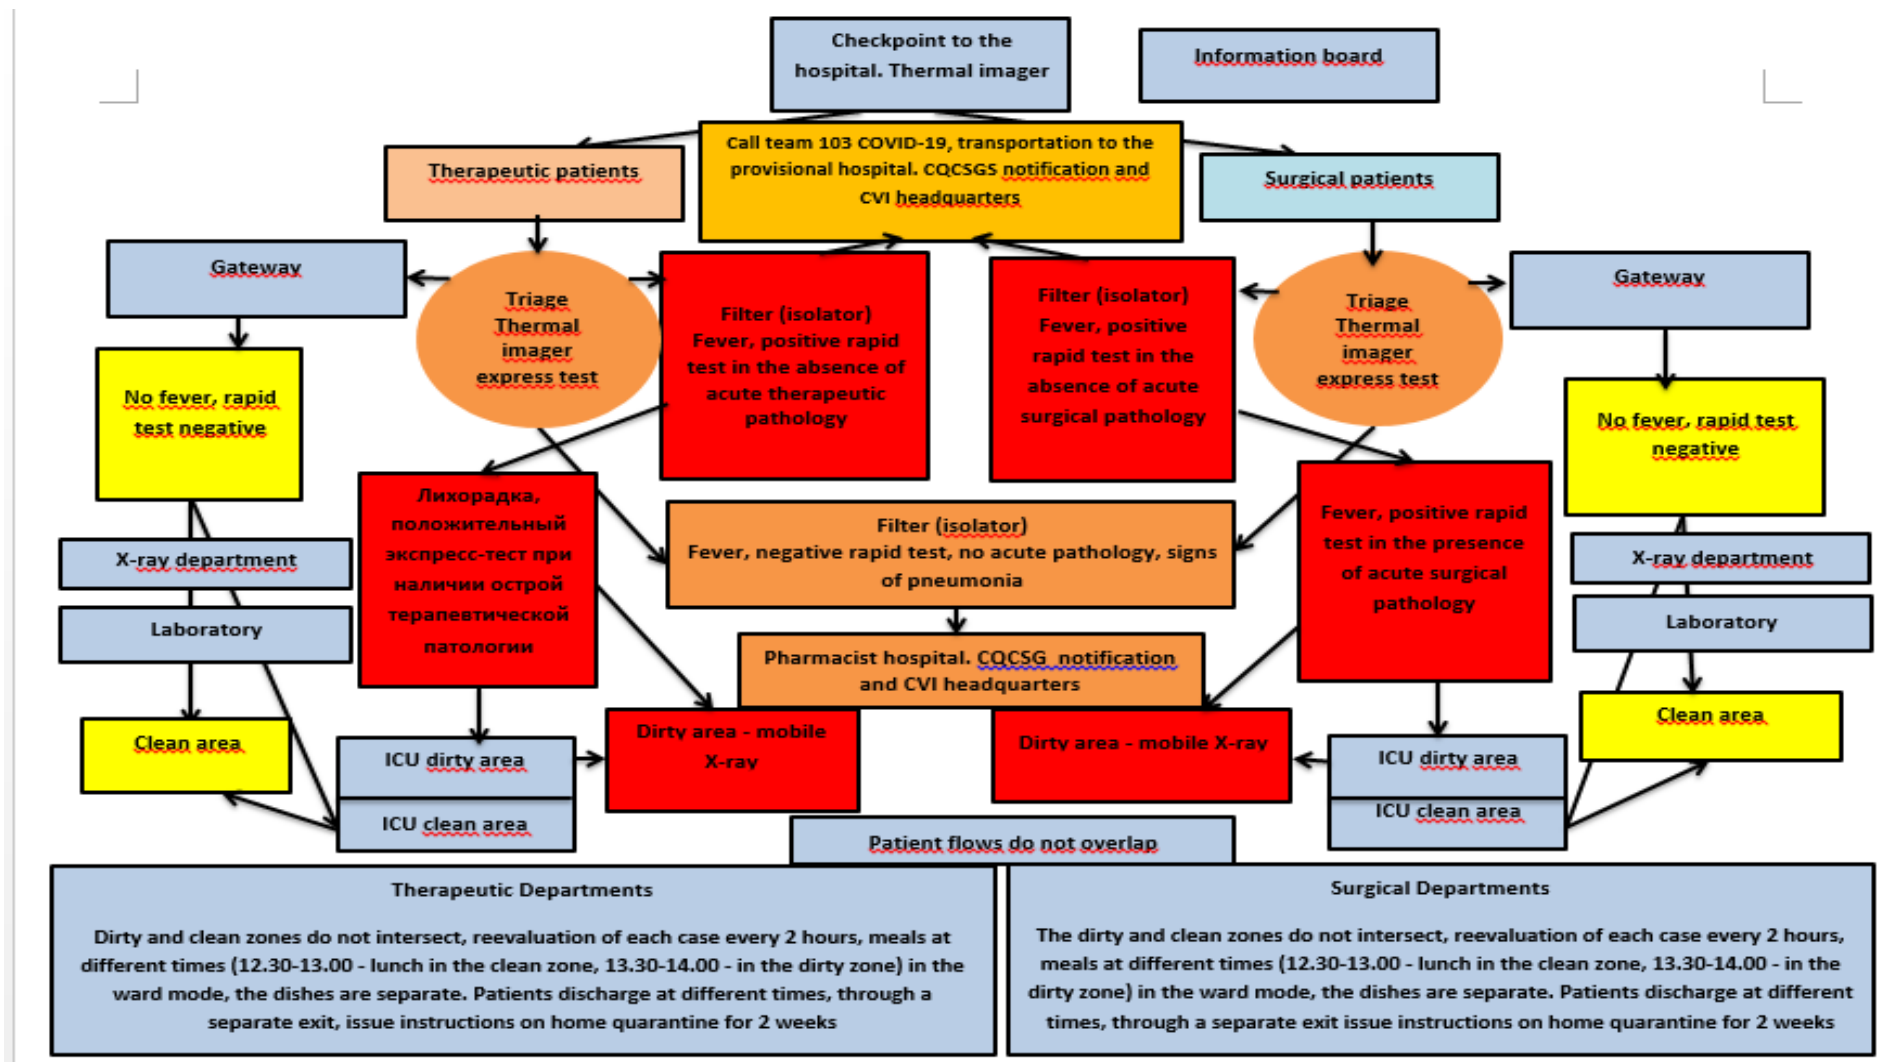 Checkpoint to the
hospital. Thermal imager
Information board
Call team 103 COVID-19, transportation to the
provisional hospital. CQCSGS notification and
CVI headquarters
Therapeutic patients
Surgical patients
Gateway
Triage
Thermal
imager
express test
Filter (isolator)
Fever, positive rapid
test in the absence of
acute therapeutic
pathology
Filter (isolator)
Fever, positive
rapid test in the
absence of acute
surgical pathology
Triage
Thermal
imager
express test
Gateway
No fever, rapid
test negative
No fever, rapid test
negative
Лихорадка,
положительный
экспресс-тест при
наличии острой
терапевтической
патологии
Filter (isolator)
Fever, negative rapid test, no acute pathology, signs
of pneumonia
Fever, positive rapid
test in the presence
of acute surgical
pathology
X-ray department
Laboratory
X-ray department
Laboratory
Pharmacist hospital. CQCSG notification
and CVI headquarters
Clean area
ICU dirty area
ICU clean area
Dirty area - mobile
X-ray
Dirty area - mobile X-ray
ICU dirty area
ICU clean area
Clean area
Patient flows do not overlap
Therapeutic Departments
Dirty and clean zones do not intersect, reevaluation of each case every 2 hours, meals at
different times (12.30-13.00 - lunch in the clean zone, 13.30-14.00 - in the dirty zone) in the
ward mode, the dishes are separate. Patients discharge at different times, through a
separate exit, issue instructions on home quarantine for 2 weeks
Surgical Departments
The dirty and clean zones do not intersect, reevaluation of each case every 2 hours,
meals at different times (12.30-13.00 - lunch in the clean zone, 13.30-14.00 - in the
dirty zone) in the ward mode, the dishes are separate. Patients discharge at different
times, through a separate exit issue instructions on home quarantine for 2 weeks